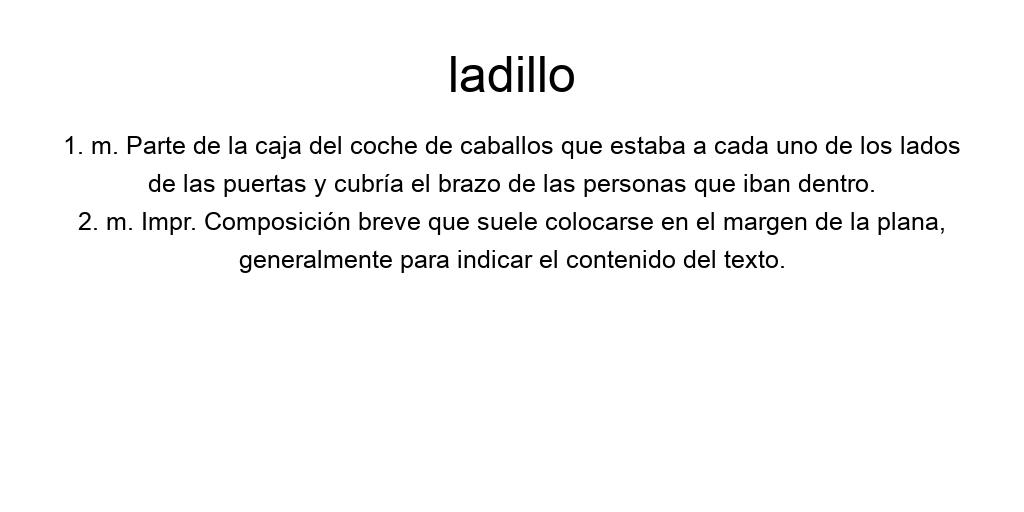 ladillo
1. m. Parte de la caja del coche de caballos que estaba a cada uno de los lados
de las puertas y cubría el brazo de las personas que iban dentro.
2. m. Impr. Composición breve que suele colocarse en el margen de la plana,
generalmente para indicar el contenido del texto.